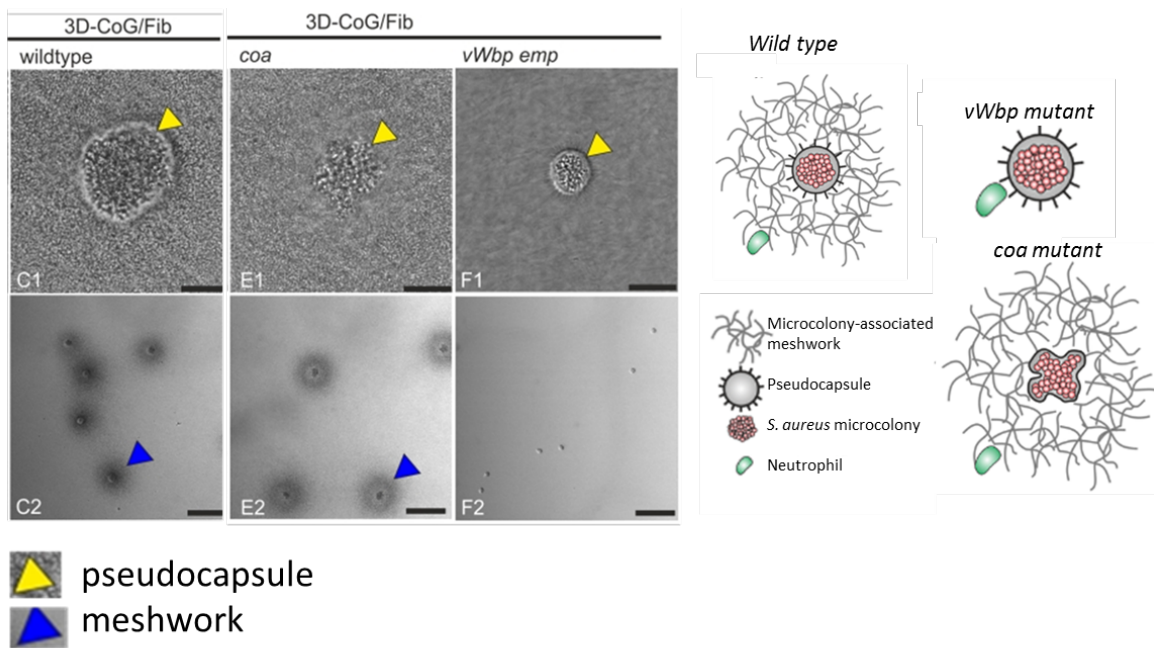 3D-CoG/Fib
3D-CoG/Fib
wildtype
coa
vWbp emp
C1
E1
F1
C2
E2
F2
Wild type
vWbp mutant
coa mutant
Microcolony-associated
meshwork
Pseudocapsule
S. aureus microcolony
Neutrophil
pseudocapsule
meshwork